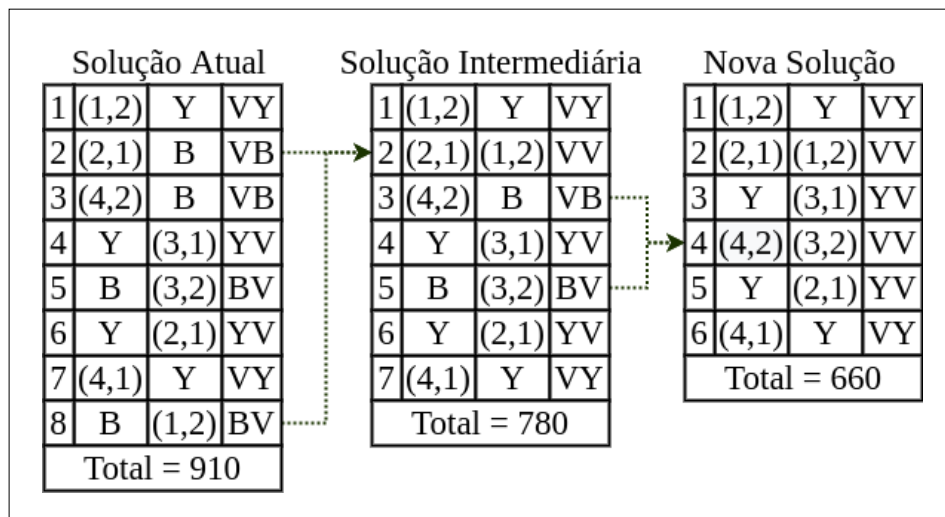 Solução Atual
1 (1,2) Y VY
2 (2,1) B VB
3 (4,2) B VB
4 Y (3,1) YV
5 B (3,2) BV
6 Y (2,1) YV
7 (4,1) Y VY
8 B (1,2) BV
Total = 910
Solução Intermediária
1 (1,2) Y VY
2 (2,1) (1,2) VV
3 (4,2) B VB
4 Y (3,1) YV
5 B (3,2) BV
6 Y (2,1) YV
7 (4,1) Y VY
Total = 780
Nova Solução
1 (1,2) Y VY
2 (2,1) (1,2) VV
3 Y (3,1) YV
4 (4,2) (3,2) VV
5 Y (2,1) YV
6 (4,1) Y VY
Total = 660